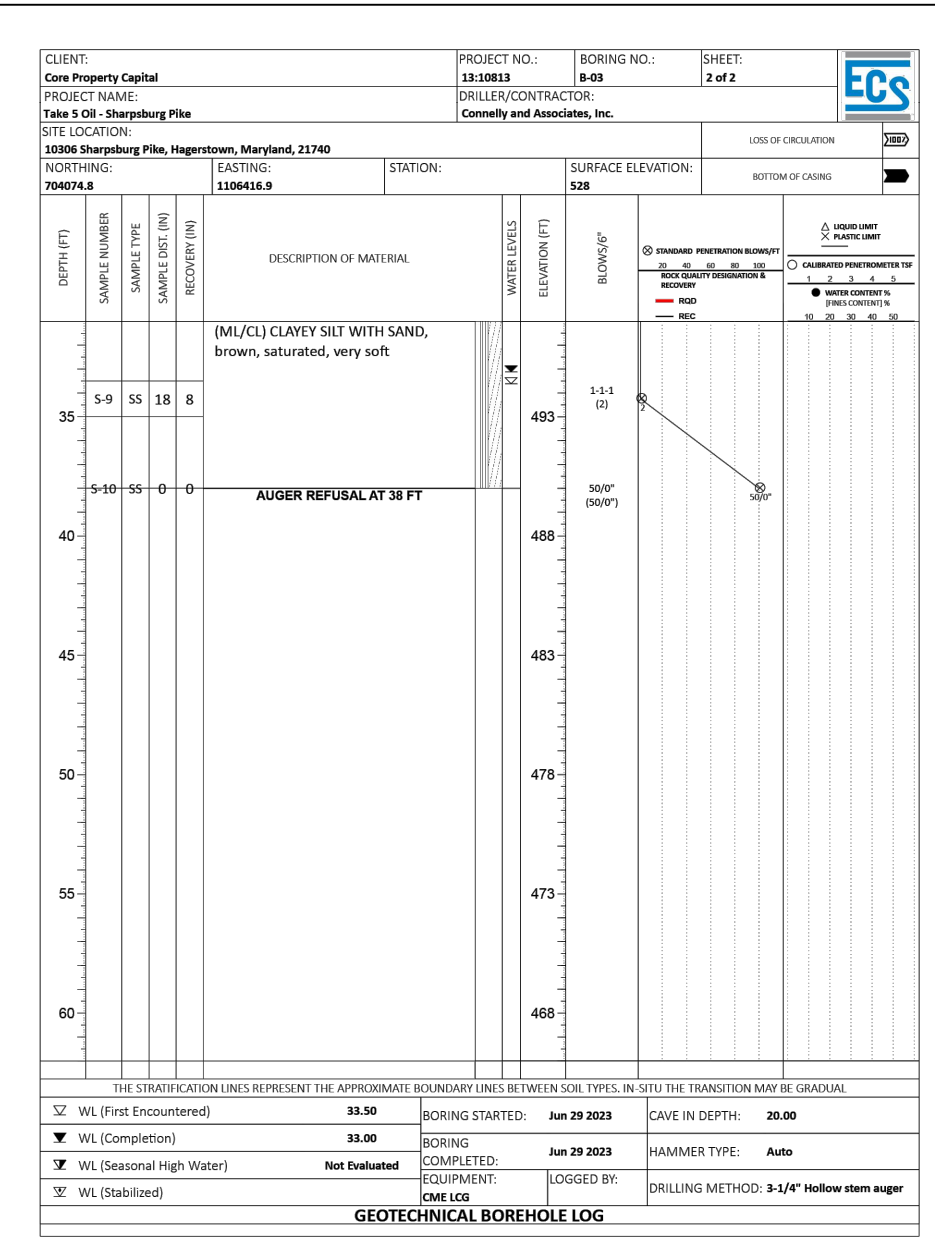 CLIENT:
Core Property Capital
PROJECT NO.:
13:10813
BORING NO.:
B-03
SHEET:
2 of 2
ECS
PROJECT NAME:
Take 5 Oil - Sharpsburg Pike
DRILLER/CONTRACTOR:
Connelly and Associates, Inc.
SITE LOCATION:
10306 Sharpsburg Pike, Hagerstown, Maryland, 21740
LOSS OF CIRCULATION
NORTHING:
704074.8
EASTING:
1106416.9
STATION:
SURFACE ELEVATION:
528
BOTTOM OF CASING
DEPTH (FT)
SAMPLE NUMBER
SAMPLE TYPE
SAMPLE DIST. (IN)
RECOVERY (IN)
DESCRIPTION OF MATERIAL
WATER LEVELS
ELEVATION (FT)
BLOWS/6"
STANDARD PENETRATION BLOWS/FT
20 40 60 80 100
ROCK QUALITY DESIGNATION &
RECOVERY
RQD
REC
LIQUID LIMIT
PLASTIC LIMIT
CALIBRATED PENETROMETER TSF
1 2 3 4 5
WATER CONTENT %
[FINES CONTENT] %
10 20 30 40 50
(ML/CL) CLAYEY SILT WITH SAND,
brown, saturated, very soft
S-9 SS 18 8
1-1-1
(2)
2
35
493
S-10 SS 0 0
AUGER REFUSAL AT 38 FT
50/0"
(50/0")
50/0"
40
488
45
483
50
478
55
473
60
468
THE STRATIFICATION LINES REPRESENT THE APPROXIMATE BOUNDARY LINES BETWEEN SOIL TYPES. IN-SITU THE TRANSITION MAY BE GRADUAL
WL (First Encountered) 33.50
BORING STARTED: Jun 29 2023
CAVE IN DEPTH: 20.00
WL (Completion) 33.00
BORING
COMPLETED: Jun 29 2023
HAMMER TYPE: Auto
WL (Seasonal High Water) Not Evaluated
EQUIPMENT:
CME LCG
LOGGED BY:
DRILLING METHOD: 3-1/4" Hollow stem auger
WL (Stabilized)
GEOTECHNICAL BOREHOLE LOG